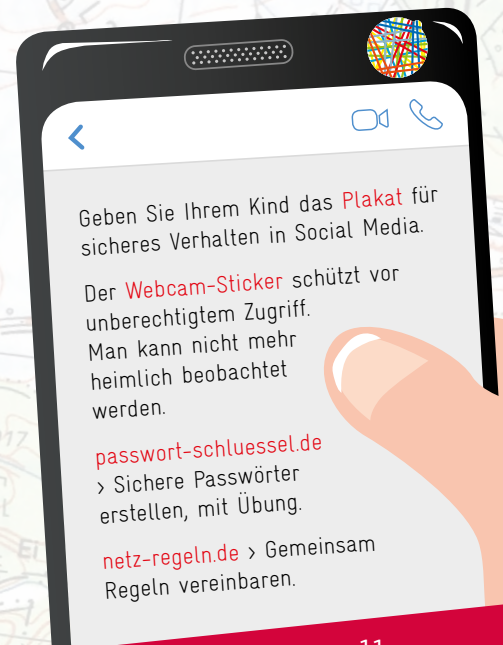 Geben Sie Ihrem Kind das Plakat für
sicheres Verhalten in Social Media.
Der Webcam-Sticker schützt vor
unberechtigtem Zugriff.
Man kann nicht mehr
heimlich beobachtet
werden.
passwort-schluessel.de
> Sichere Passwörter
erstellen, mit Übung.
netz-regeln.de > Gemeinsam
Regeln vereinbaren.